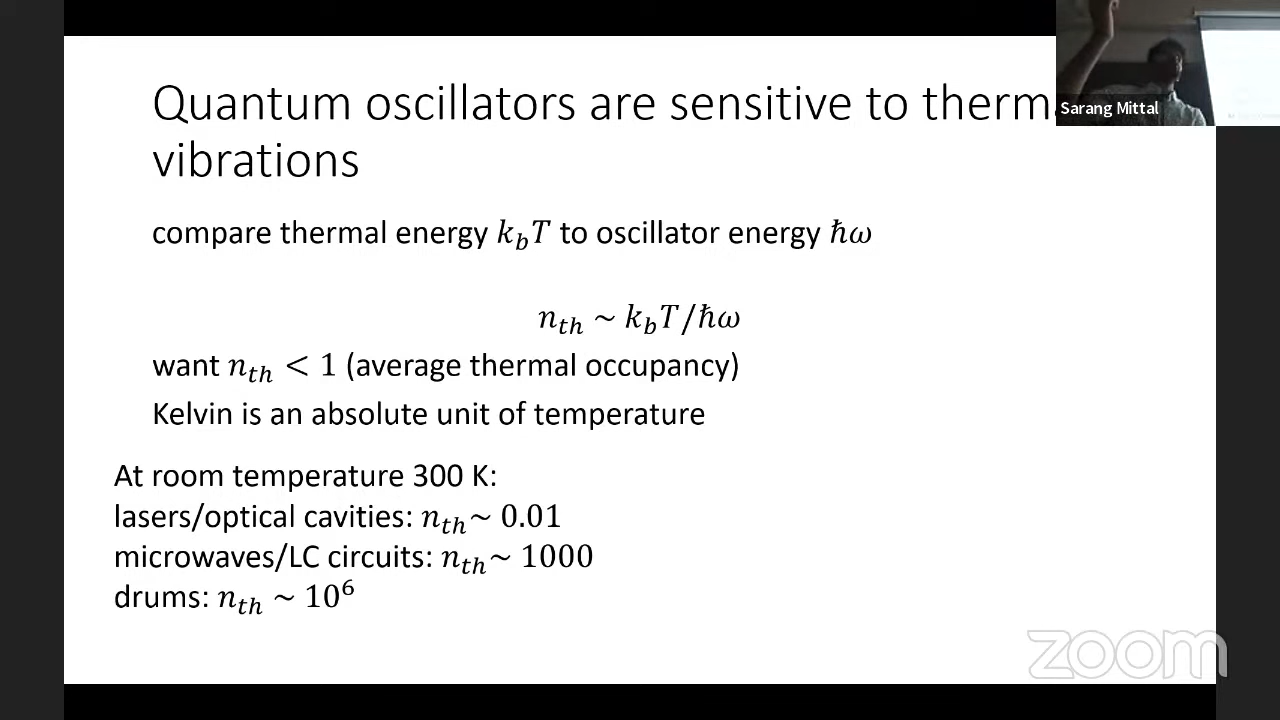 Quantum oscillators are sensitive to therm
vibrations
Sarang Mittal
compare thermal energy k_bT to oscillator energy ℏω
n_th ~ k_bT/ℏω
want n_th < 1 (average thermal occupancy)
Kelvin is an absolute unit of temperature
At room temperature 300 K:
lasers/optical cavities: n_th~ 0.01
microwaves/LC circuits: n_th~ 1000
drums: n_th ~ 10⁶
zoom